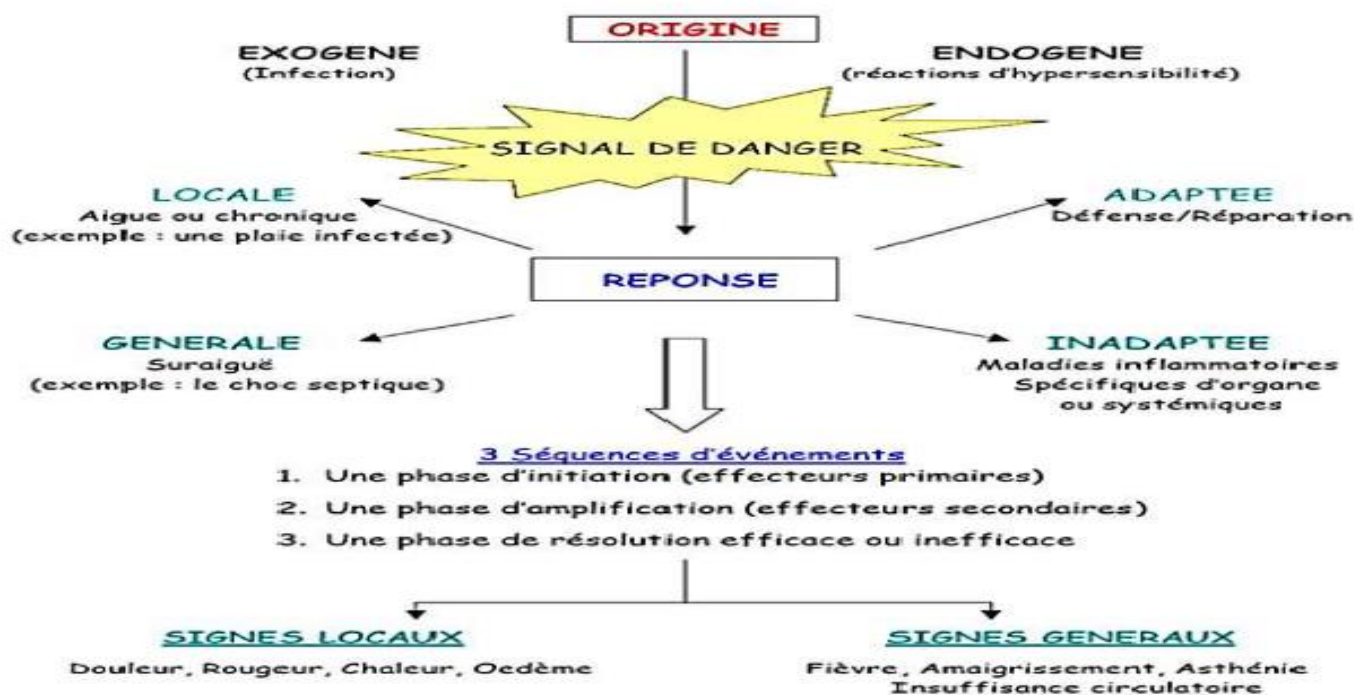 ORIGINE
EXOGENE
(Infection)
ENDOGENE
(réactions d'hypersensibilité)
SIGNAL DE DANGER
LOCALE
Aigue ou chronique
(exemple : une plaie infectée)
ADAPTEE
Défense/Réparation
REPONSE
GENERALE
Suraiguë
(exemple : le choc septique)
INADAPTEE
Maladies inflammatoires
Spécifiques d'organe
ou systémiques
3 Séquences d'événements
1. Une phase d'initiation (effecteurs primaires)
2. Une phase d'amplification (effecteurs secondaires)
3. Une phase de résolution efficace ou inefficace
SIGNES LOCAUX
Douleur, Rougeur, Chaleur, Oedème
SIGNES GENERAUX
Fièvre, Amaigrissement, Asthénie
Insuffisance circulatoire